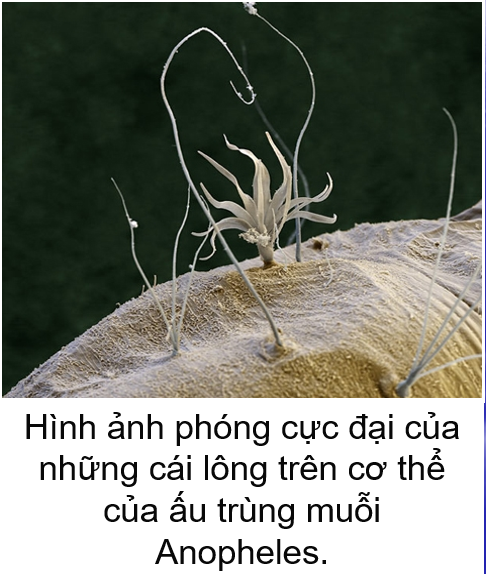 Hình ảnh phóng cực đại của
những cái lông trên cơ thể
của ấu trùng muỗi
Anopheles.